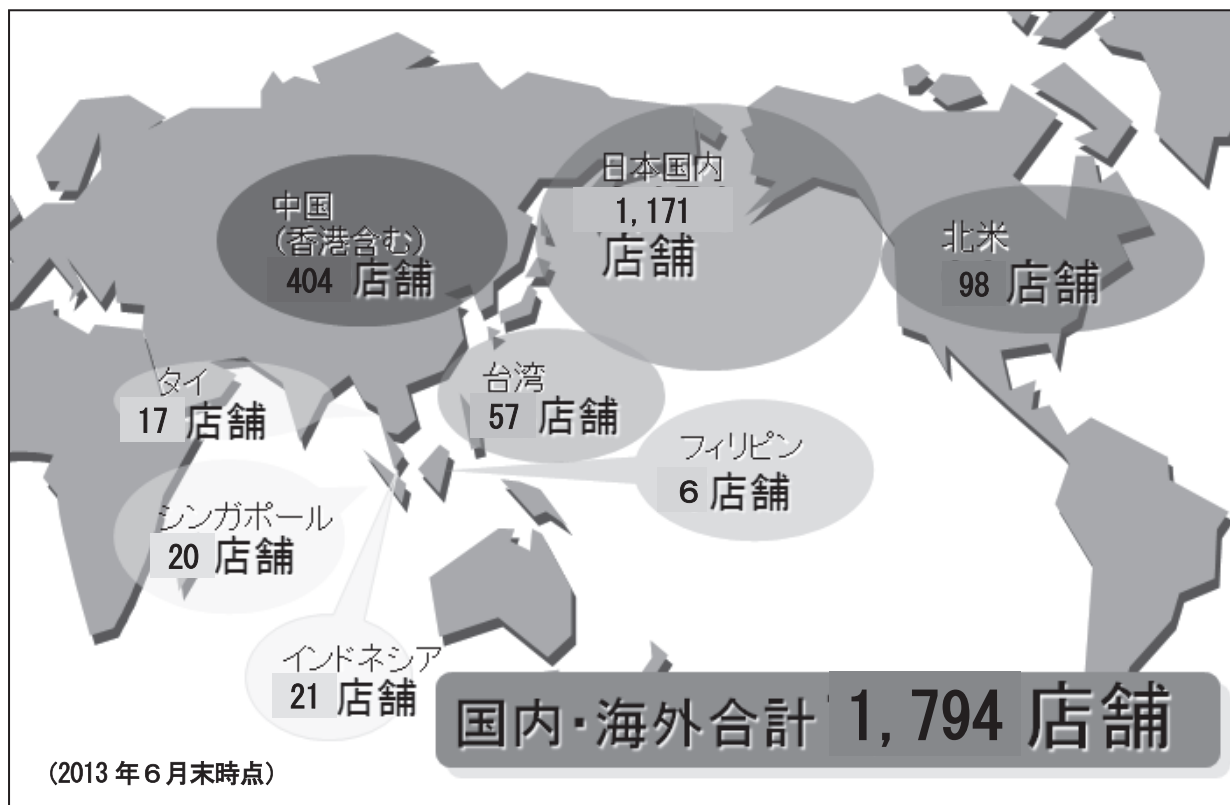 日本国内
1,171
店舗
中国
（香港含む）
404 店舗
北米
98 店舗
タイ
17 店舗
台湾
57 店舗
フィリピン
6 店舗
シンガポール
20 店舗
インドネシア
21 店舗
国内・海外合計 1,794 店舗
（2013 年６月末時点）